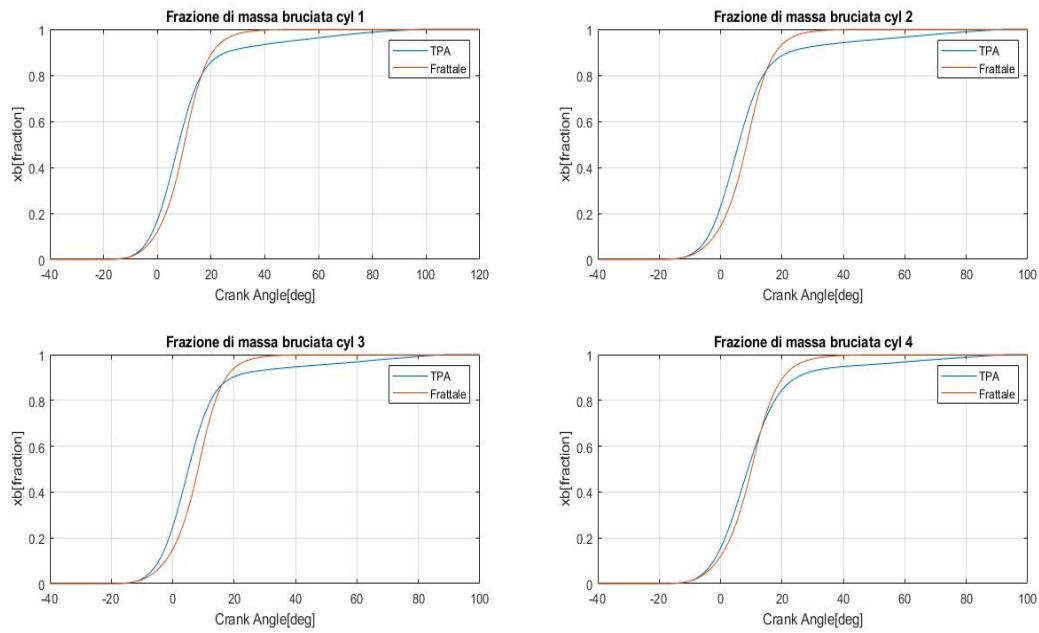 Frazione di massa bruciata cyl 1
1
0.8
0.6
0.4
0.2
0
xb[fraction]
TPA
Frattale
-40 -20 0 20 40 60 80 100 120
Crank Angle[deg]
Frazione di massa bruciata cyl 2
1
0.8
0.6
0.4
0.2
0
xb[fraction]
TPA
Frattale
-40 -20 0 20 40 60 80 100
Crank Angle[deg]
Frazione di massa bruciata cyl 3
1
0.8
0.6
0.4
0.2
0
xb[fraction]
TPA
Frattale
-40 -20 0 20 40 60 80 100
Crank Angle[deg]
Frazione di massa bruciata cyl 4
1
0.8
0.6
0.4
0.2
0
xb[fraction]
TPA
Frattale
-40 -20 0 20 40 60 80 100
Crank Angle[deg]